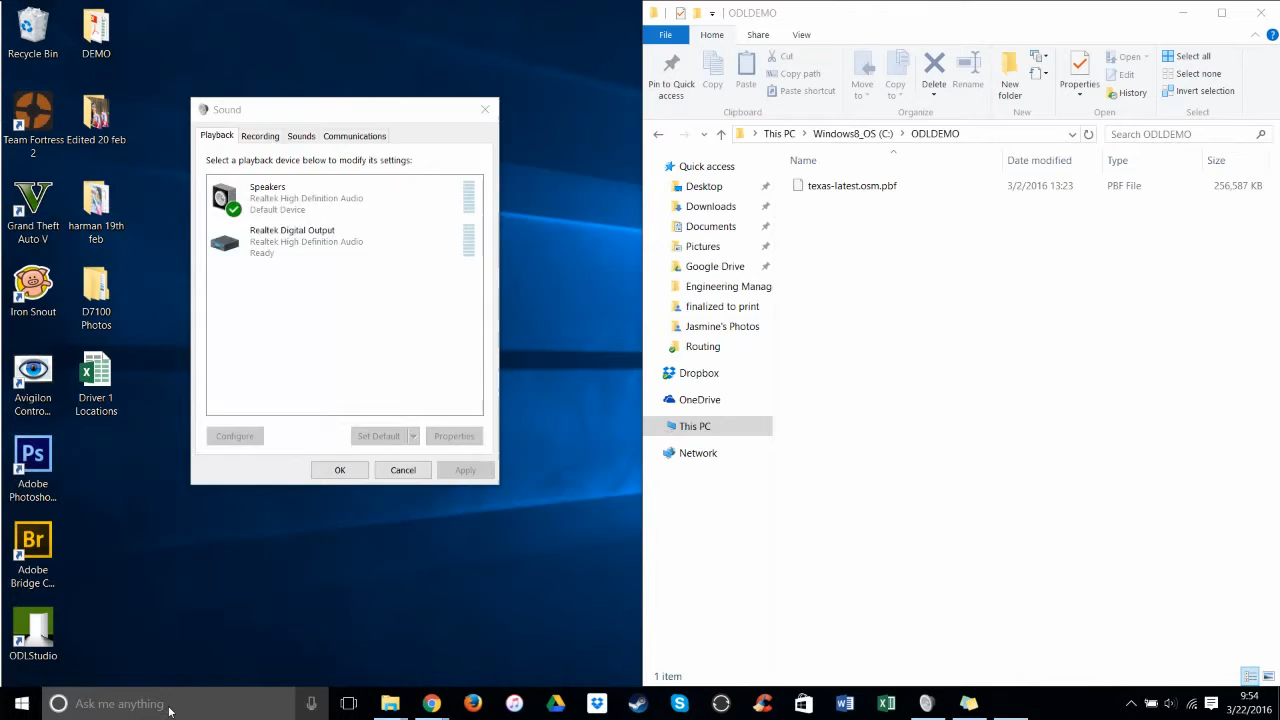 Recycle Bin
DEMO
Team Fortress 2
Edited 20 feb
Grand Theft Auto V
harman 19th feb
Iron Snout
D7100 Photos
Avigilon Contro...
Driver 1 Locations
Ps
Adobe Photosho...
Br
Adobe Bridge C...
ODLStudio
Sound
Playback Recording Sounds Communications
Select a playback device below to modify its settings:
Speakers
Realtek High Definition Audio
Default Device
Realtek Digital Output
Realtek High Definition Audio
Ready
Configure Set Default Properties
OK Cancel Apply
ODLDEMO
File Home Share View
Pin to Quick access
Copy
Paste
Cut
Copy path
Paste shortcut
Clipboard
Move to
Copy to
Delete
Rename
Organize
New folder
New
Properties
Open
Edit
History
Open
Select all
Select none
Invert selection
Select
This PC > Windows8_OS (C:) > ODLDEMO
Search ODLDEMO
Name Date modified Type Size
texas-latest.osm.pbf 3/2/2016 13:23 PBF File 256,587 KB
Quick access
Desktop
Downloads
Documents
Pictures
Google Drive
Engineering Manag
finalized to print
Jasmine's Photos
Routing
Dropbox
OneDrive
This PC
Network
1 item
Ask me anything
9:54
3/22/2016